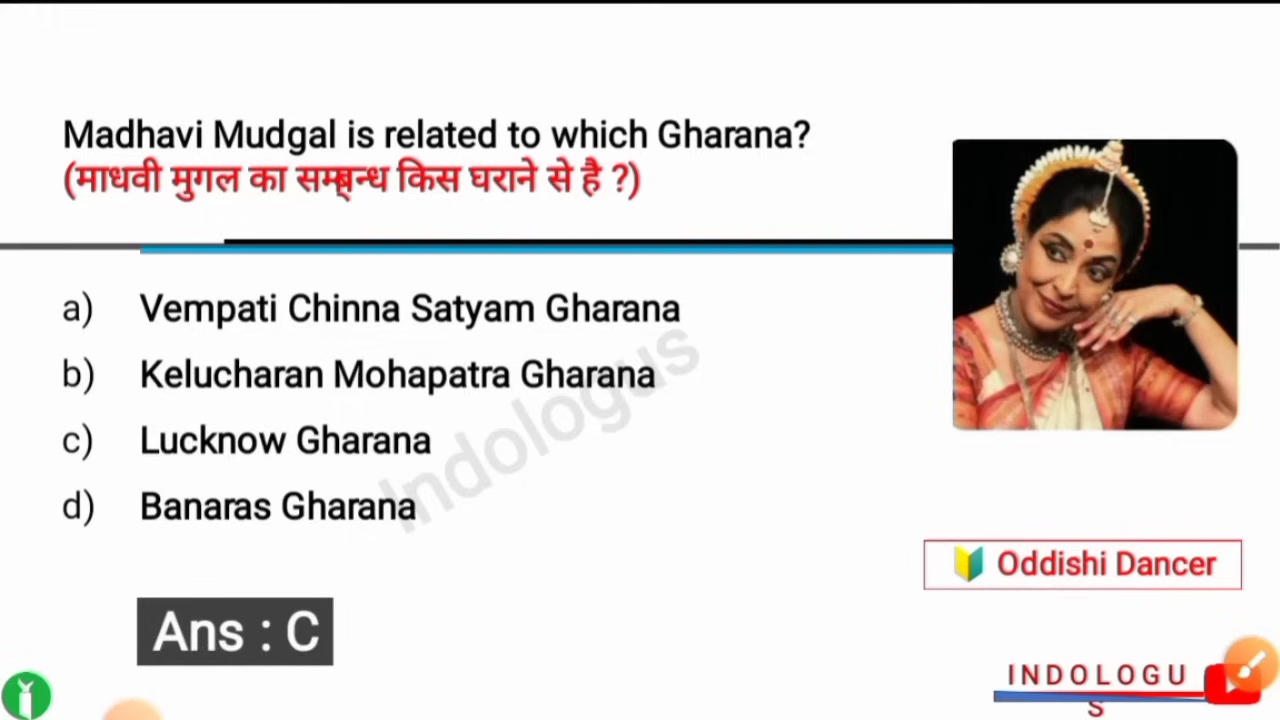 Madhavi Mudgal is related to which Gharana?
(माधवी मुगल का सम्ब्न्ध किस घराने से है ?)
a) Vempati Chinna Satyam Gharana
b) Kelucharan Mohapatra Gharana
c) Lucknow Gharana
d) Banaras Gharana
Indologus
Oddishi Dancer
Ans : C
INDOLOGU
S